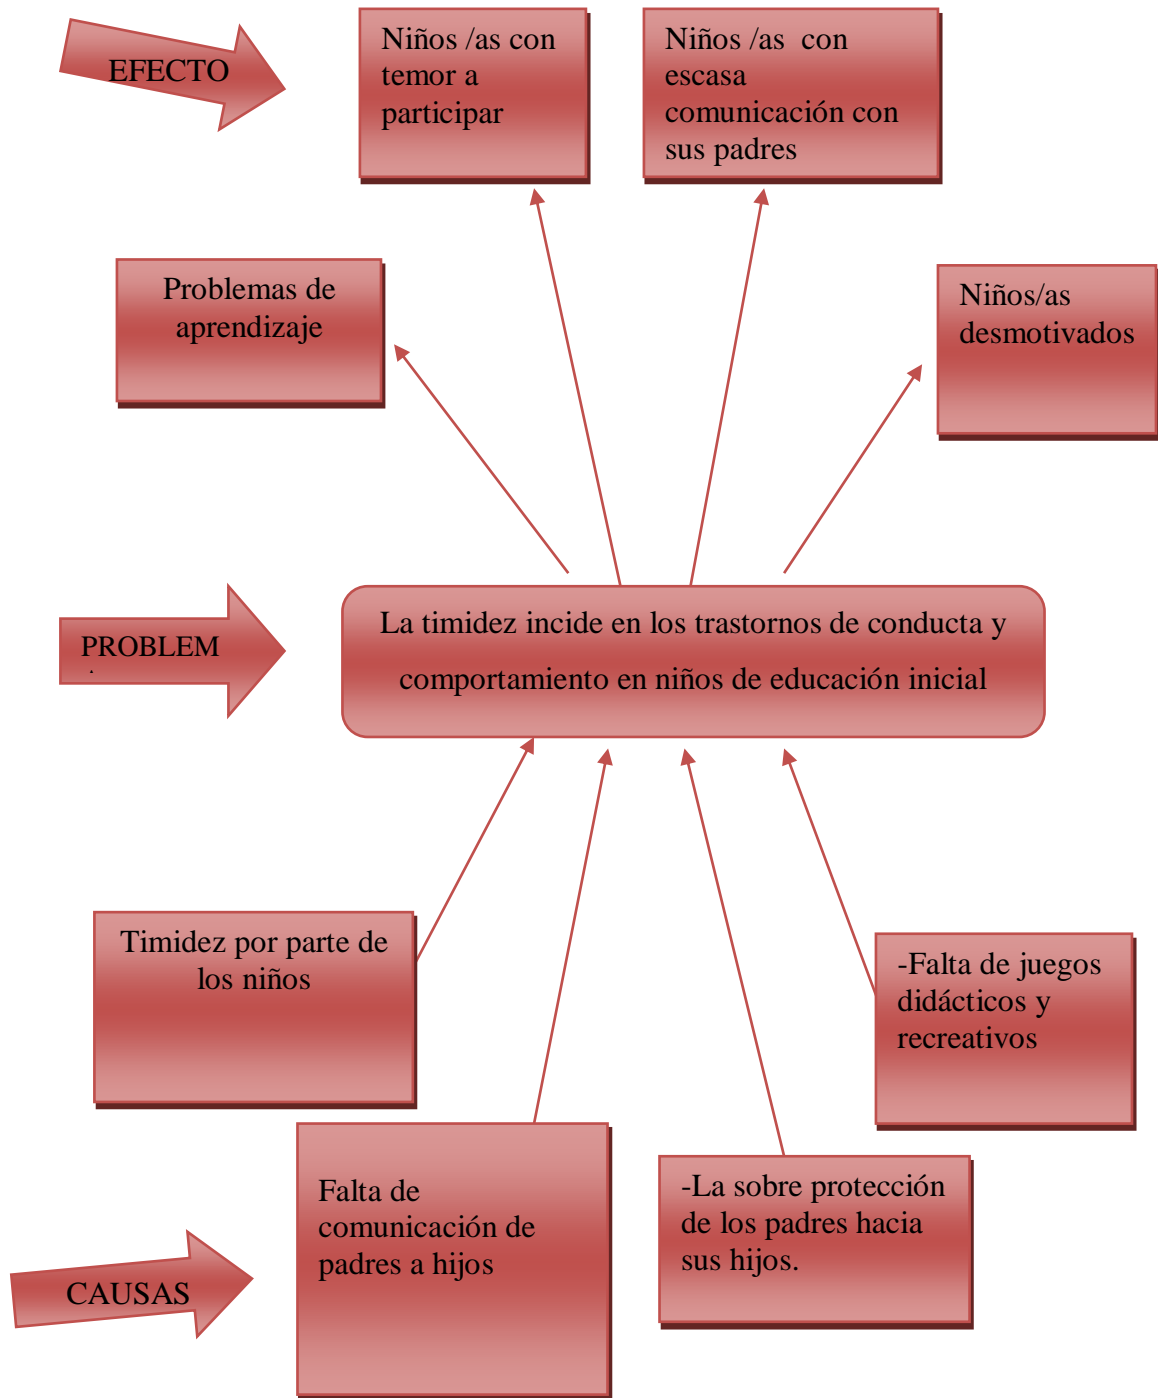 EFECTO
Niños /as con
temor a
participar
Niños /as con
escasa
comunicación con
sus padres
Problemas de
aprendizaje
Niños/as
desmotivados
PROBLEM
La timidez incide en los trastornos de conducta y
comportamiento en niños de educación inicial
Timidez por parte de
los niños
-Falta de juegos
didácticos y
recreativos
Falta de
comunicación de
padres a hijos
-La sobre protección
de los padres hacia
sus hijos.
CAUSAS